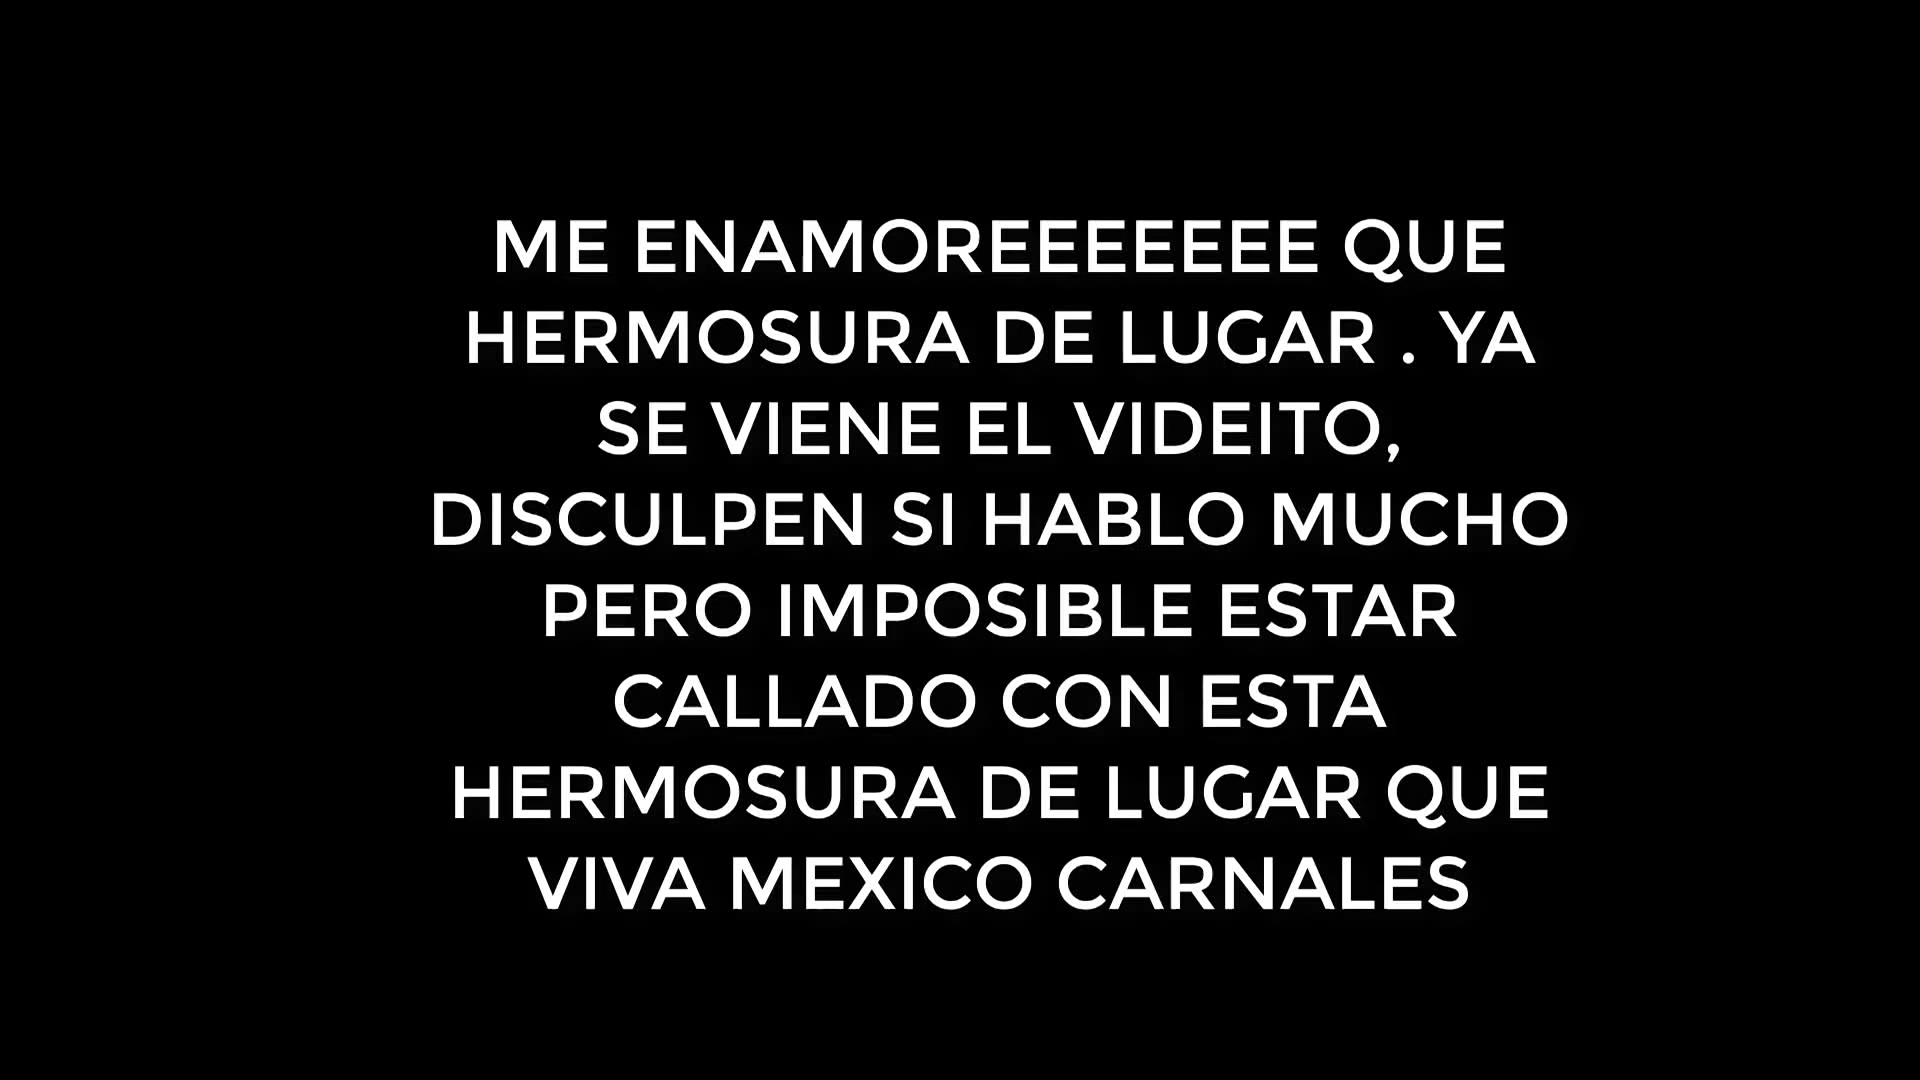 ME ENAMOREEEEEEE QUE
HERMOSURA DE LUGAR . YA
SE VIENE EL VIDEITO,
DISCULPEN SI HABLO MUCHO
PERO IMPOSIBLE ESTAR
CALLADO CON ESTA
HERMOSURA DE LUGAR QUE
VIVA MEXICO CARNALES